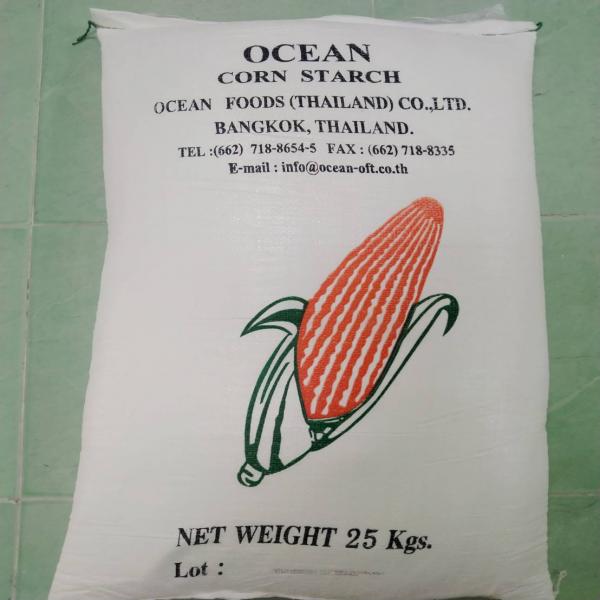 OCEAN
CORN STARCH
OCEAN FOODS (THAILAND) CO.,LTD.
BANGKOK, THAILAND.
TEL :(662) 718-8654-5 FAX : (662) 718-8335
E-mail : info@ocean-oft.co.th
NET WEIGHT 25 Kgs.
Lot :